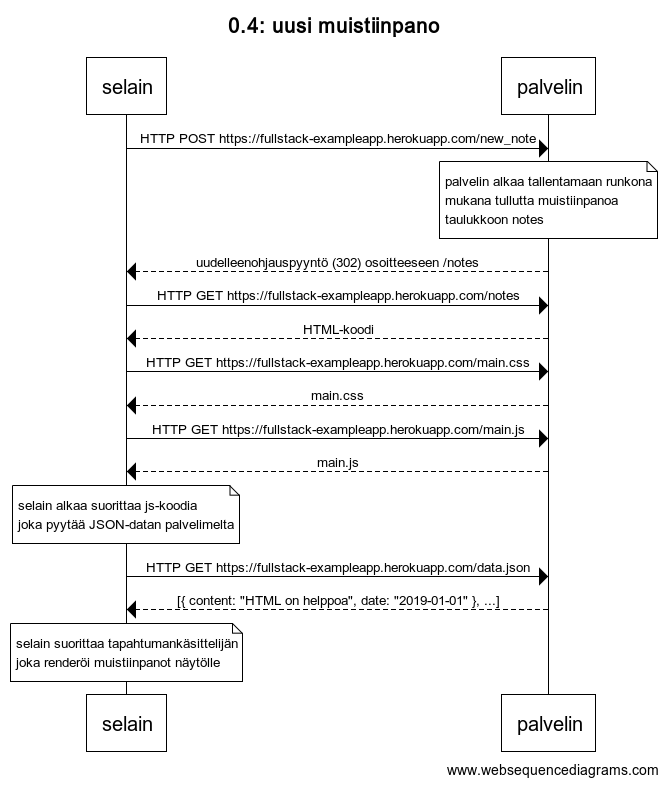 0.4: uusi muistiinpano
selain
palvelin
HTTP POST https://fullstack-exampleapp.herokuapp.com/new_note
palvelin alkaa tallentamaan runkona
mukana tullutta muistiinpanoa
taulukkoon notes
uudelleenohjauspyyntö (302) osoitteeseen /notes
HTTP GET https://fullstack-exampleapp.herokuapp.com/notes
HTML-koodi
HTTP GET https://fullstack-exampleapp.herokuapp.com/main.css
main.css
HTTP GET https://fullstack-exampleapp.herokuapp.com/main.js
main.js
selain alkaa suorittaa js-koodia
joka pyytää JSON-datan palvelimelta
HTTP GET https://fullstack-exampleapp.herokuapp.com/data.json
[{ content: "HTML on helppoa", date: "2019-01-01" }, ...]
selain suorittaa tapahtumankäsittelijän
joka renderöi muistiinpanot näytölle
selain
palvelin
www.websequencediagrams.com